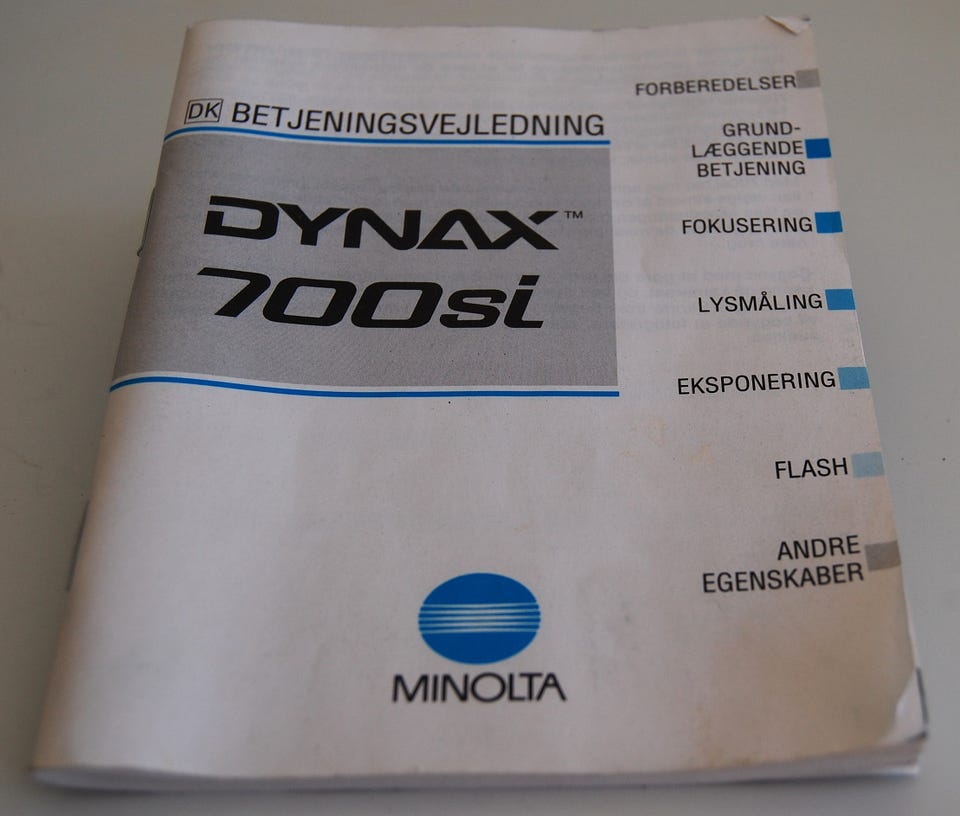 DK BETJENINGSVEJLEDNING
DYNAX™
700si
FORBEREDELSER
GRUND-
LÆGGENDE
BETJENING
FOKUSERING
LYSMÅLING
EKSPONERING
FLASH
ANDRE
EGENSKABER
MINOLTA